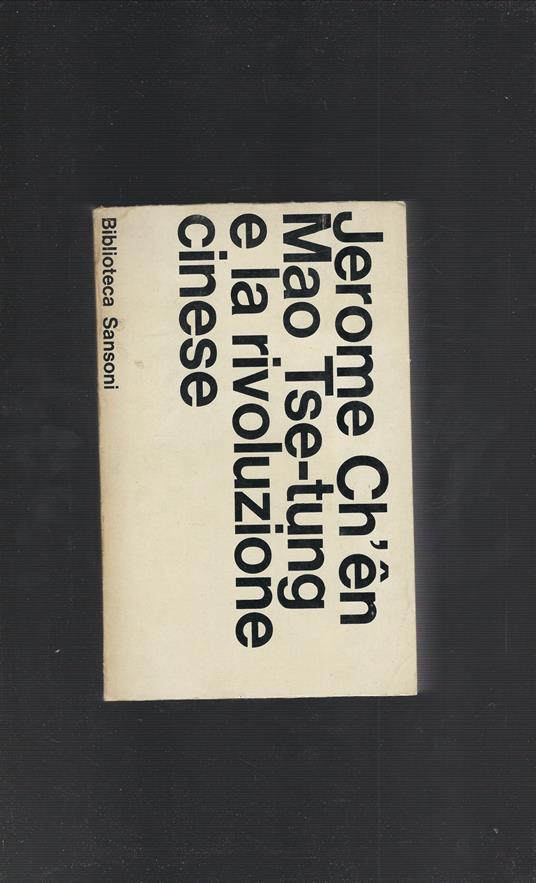 Jerome Ch'ên
Mao Tse-tung
e la rivoluzione
cinese
Biblioteca Sansoni